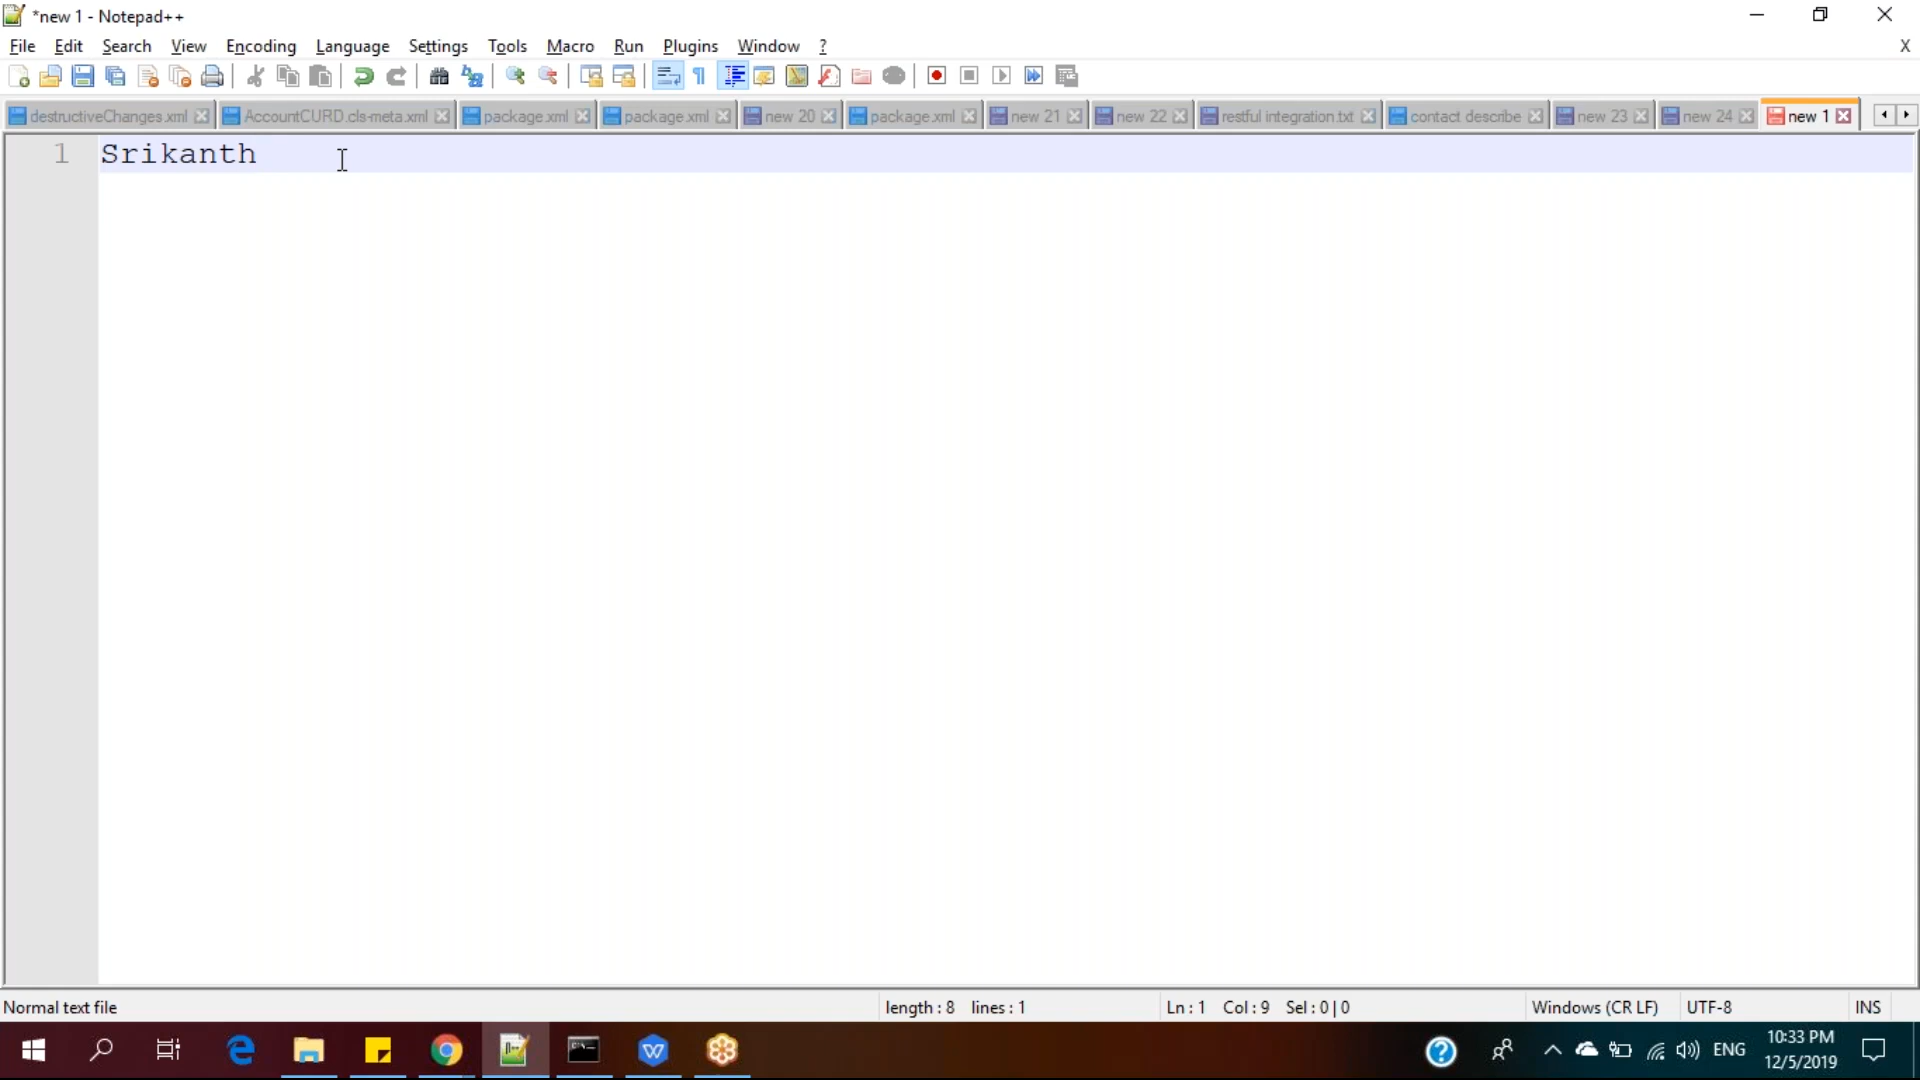 *new 1 - Notepad++
File Edit Search View Encoding Language Settings Tools Macro Run Plugins Window ? X
destructiveChanges.xml AccountCURD.cls-meta.xml package.xml package.xml new 20 package.xml new 21 new 22 restful integration.txt contact describe new 23 new 24 new 1
1 Srikanth
Normal text file length : 8 lines : 1 Ln : 1 Col : 9 Sel : 0 | 0 Windows (CR LF) UTF-8 INS
ENG 10:33 PM
12/5/2019